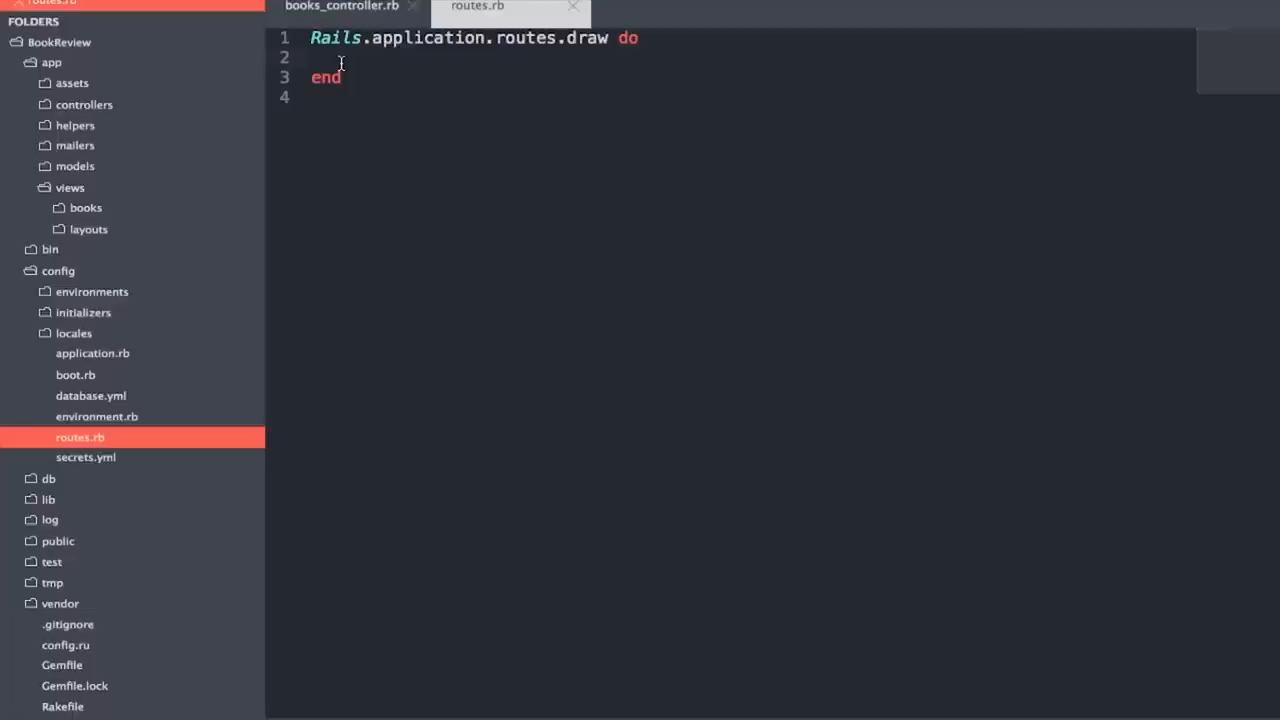 routes.rb
books_controller.rb
routes.rb
FOLDERS
BookReview
app
assets
controllers
helpers
mailers
models
views
books
layouts
bin
config
environments
initializers
locales
application.rb
boot.rb
database.yml
environment.rb
routes.rb
secrets.yml
db
lib
log
public
test
tmp
vendor
.gitignore
config.ru
Gemfile
Gemfile.lock
Rakefile
1 Rails.application.routes.draw do
2
3 end
4